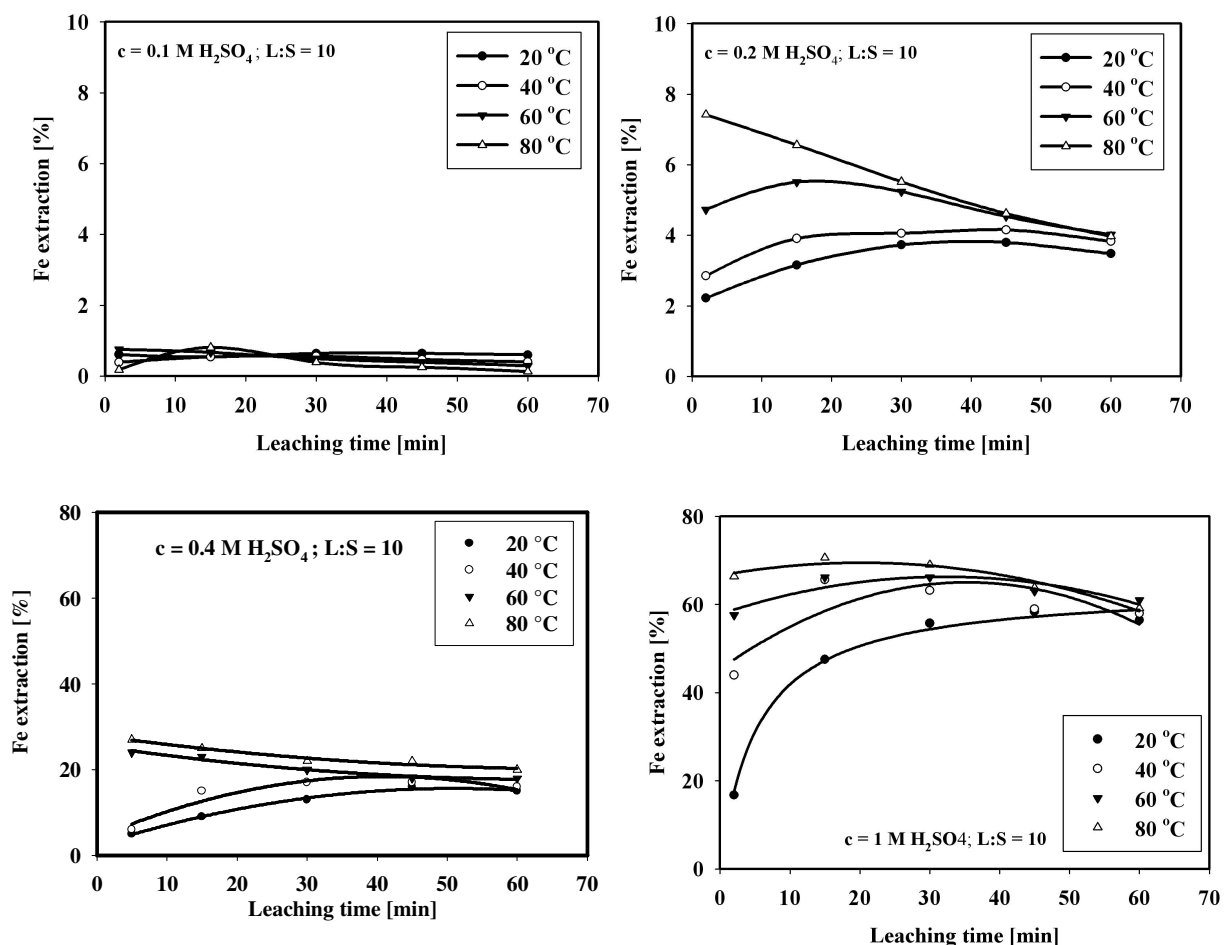 c = 0.1 M H₂SO₄; L:S = 10
20 °C
40 °C
60 °C
80 °C
10
8
6
4
2
0
Fe extraction [%]
0 10 20 30 40 50 60 70
Leaching time [min]
c = 0.2 M H₂SO₄; L:S = 10
20 °C
40 °C
60 °C
80 °C
10
8
6
4
2
0
Fe extraction [%]
0 10 20 30 40 50 60 70
Leaching time [min]
c = 0.4 M H₂SO₄ ; L:S = 10
20 °C
40 °C
60 °C
80 °C
80
60
40
20
0
Fe extraction [%]
0 10 20 30 40 50 60 70
Leaching time [min]
80
60
40
20
0
Fe extraction [%]
20 °C
40 °C
60 °C
80 °C
c = 1 M H₂SO4; L:S = 10
0 10 20 30 40 50 60 70
Leaching time [min]